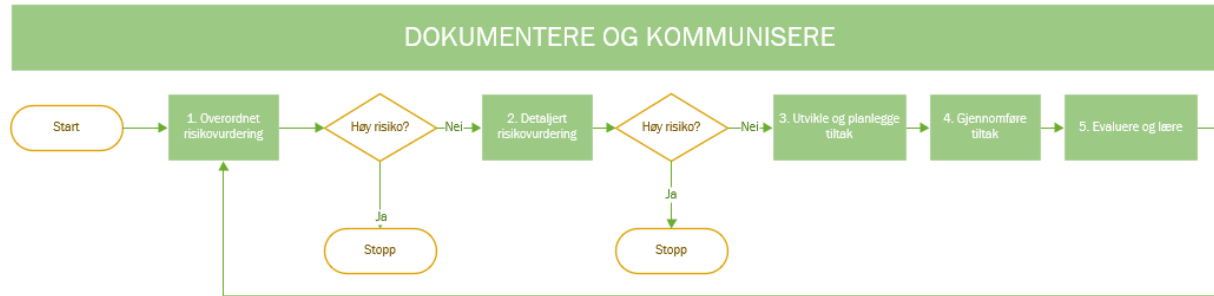 DOKUMENTERE OG KOMMUNISERE
Start
1. Overordnet
risikovurdering
Høy risiko?
Nei
2. Detaljert
risikovurdering
Høy risiko?
Nei
3. Utvikle og planlegge
tiltak
4. Gjennomføre
tiltak
5. Evaluere og lære
Ja
Ja
Stopp
Stopp